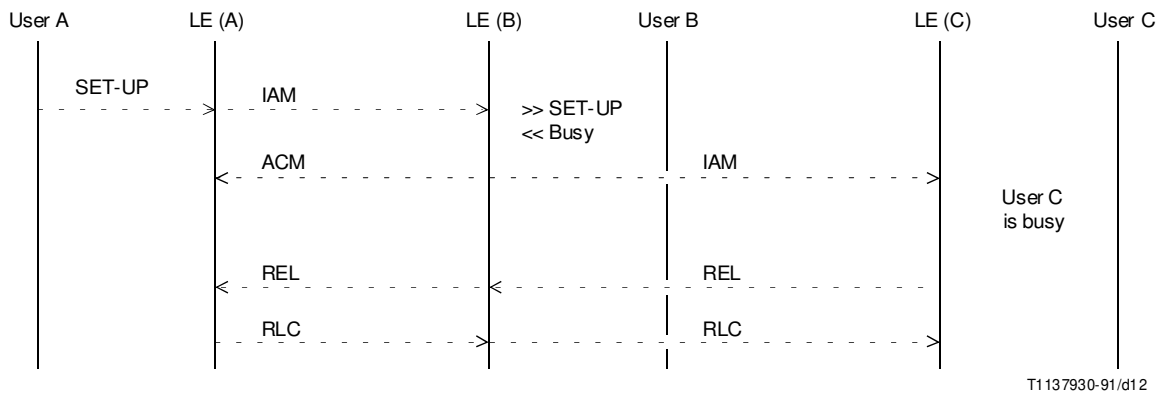 User A LE (A) LE (B) User B LE (C) User C
SET-UP IAM
>> SET-UP
<< Busy
ACM IAM
User C
is busy
REL REL
RLC RLC
T1137930-91/d12